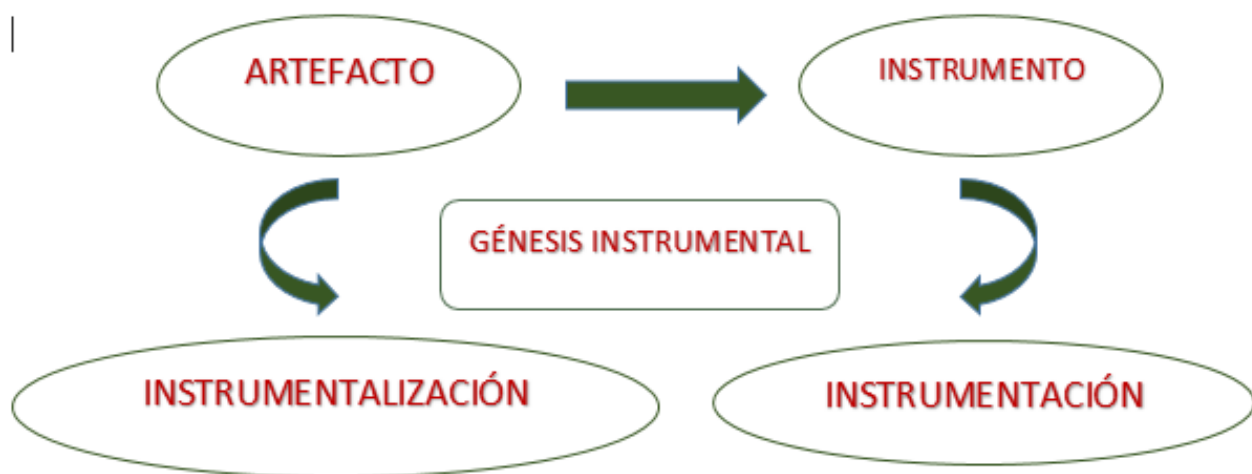 ARTEFACTO
INSTRUMENTO
GÉNESIS INSTRUMENTAL
INSTRUMENTALIZACIÓN
INSTRUMENTACIÓN